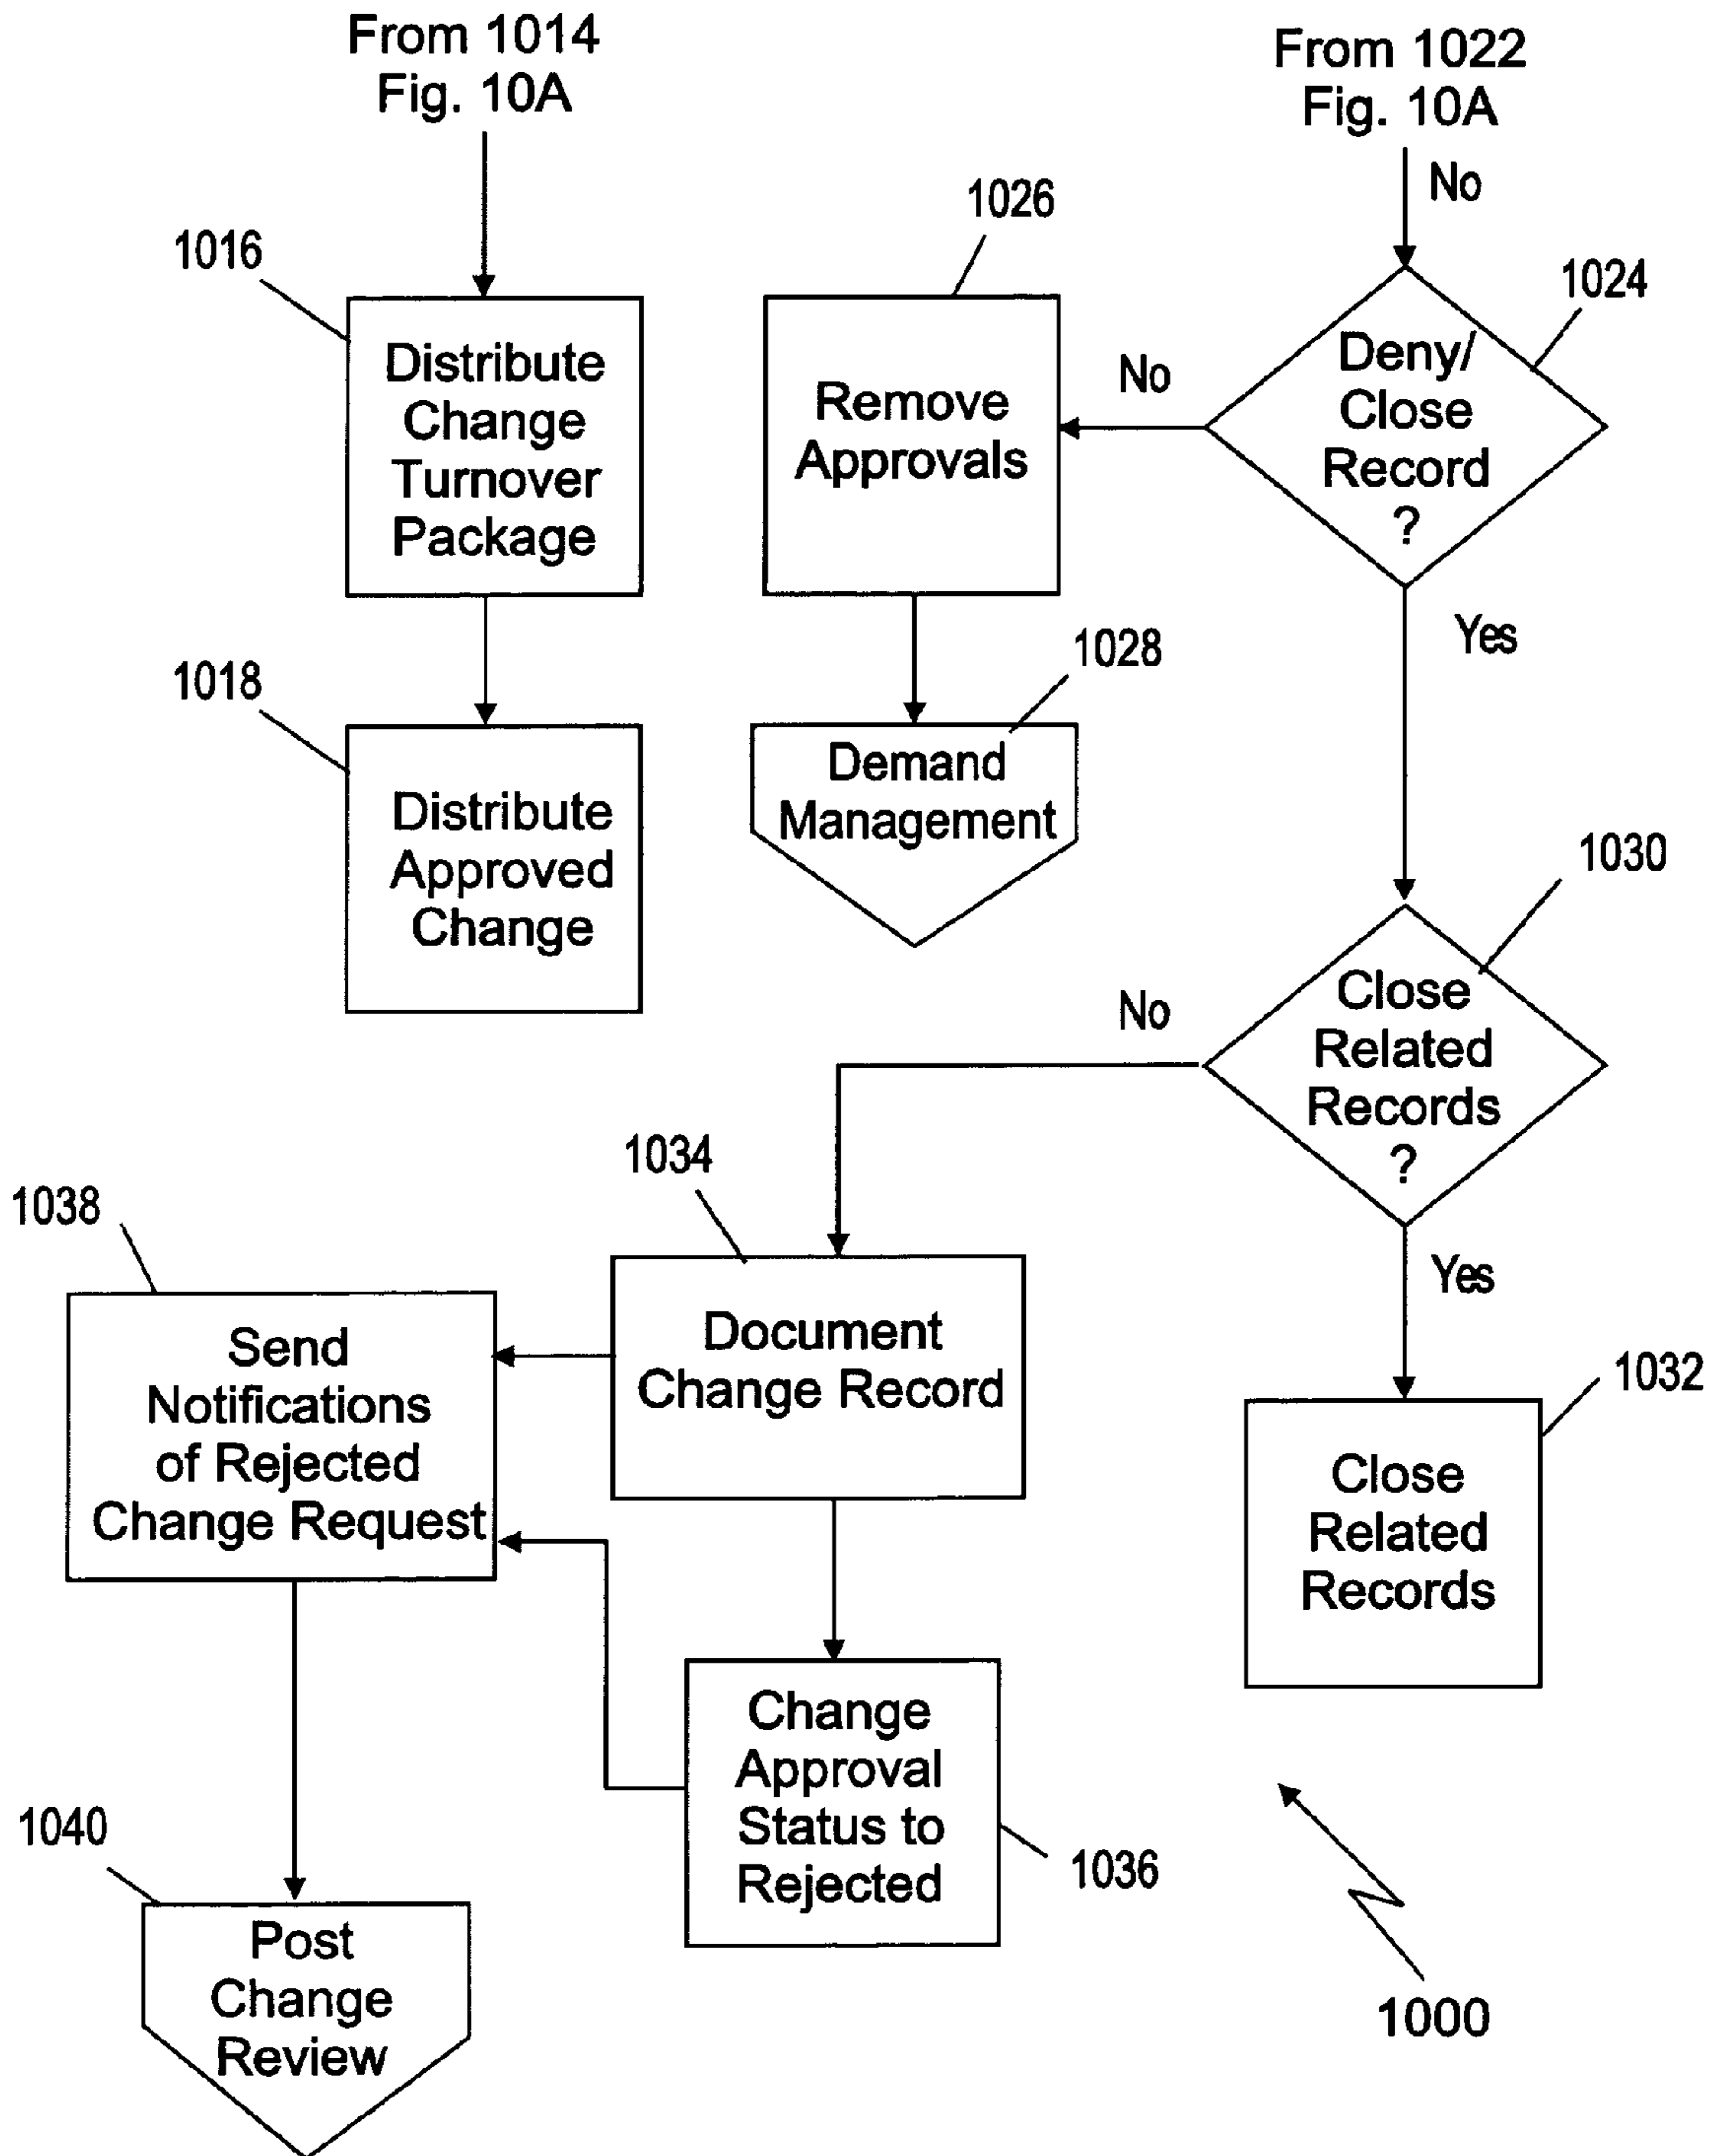 From 1014
Fig. 10A
From 1022
Fig. 10A
No
1016
1026
1024
Distribute
Change
Turnover
Package
Remove
Approvals
No
Deny/
Close
Record
?
Yes
1018
1028
Distribute
Approved
Change
Demand
Management
1030
No
Close
Related
Records
?
Yes
1038
1034
Send
Notifications
of Rejected
Change Request
Document
Change Record
1032
Close
Related
Records
1040
Change
Approval
Status to
Rejected
1036
Post
Change
Review
1000